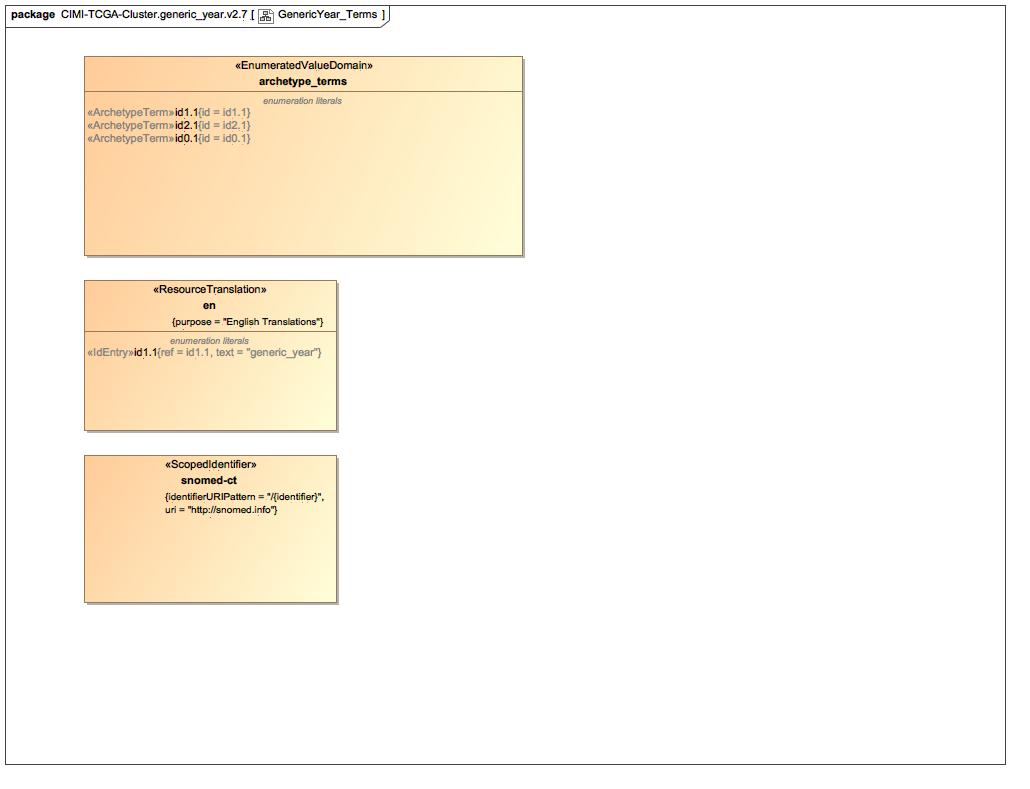 package CIMI-TCGA-Cluster.generic_year.v2.7 [ GenericYear_Terms ]
«EnumeratedValueDomain»
archetype_terms
enumeration literals
«ArchetypeTerm»id1.1{id = id1.1}
«ArchetypeTerm»id2.1{id = id2.1}
«ArchetypeTerm»id0.1{id = id0.1}
«ResourceTranslation»
en
{purpose = "English Translations"}
enumeration literals
«IdEntry»id1.1{ref = id1.1, text = "generic_year"}
«ScopedIdentifier»
snomed-ct
{identifierURIPattern = "/{identifier}",
uri = "http://snomed.info"}